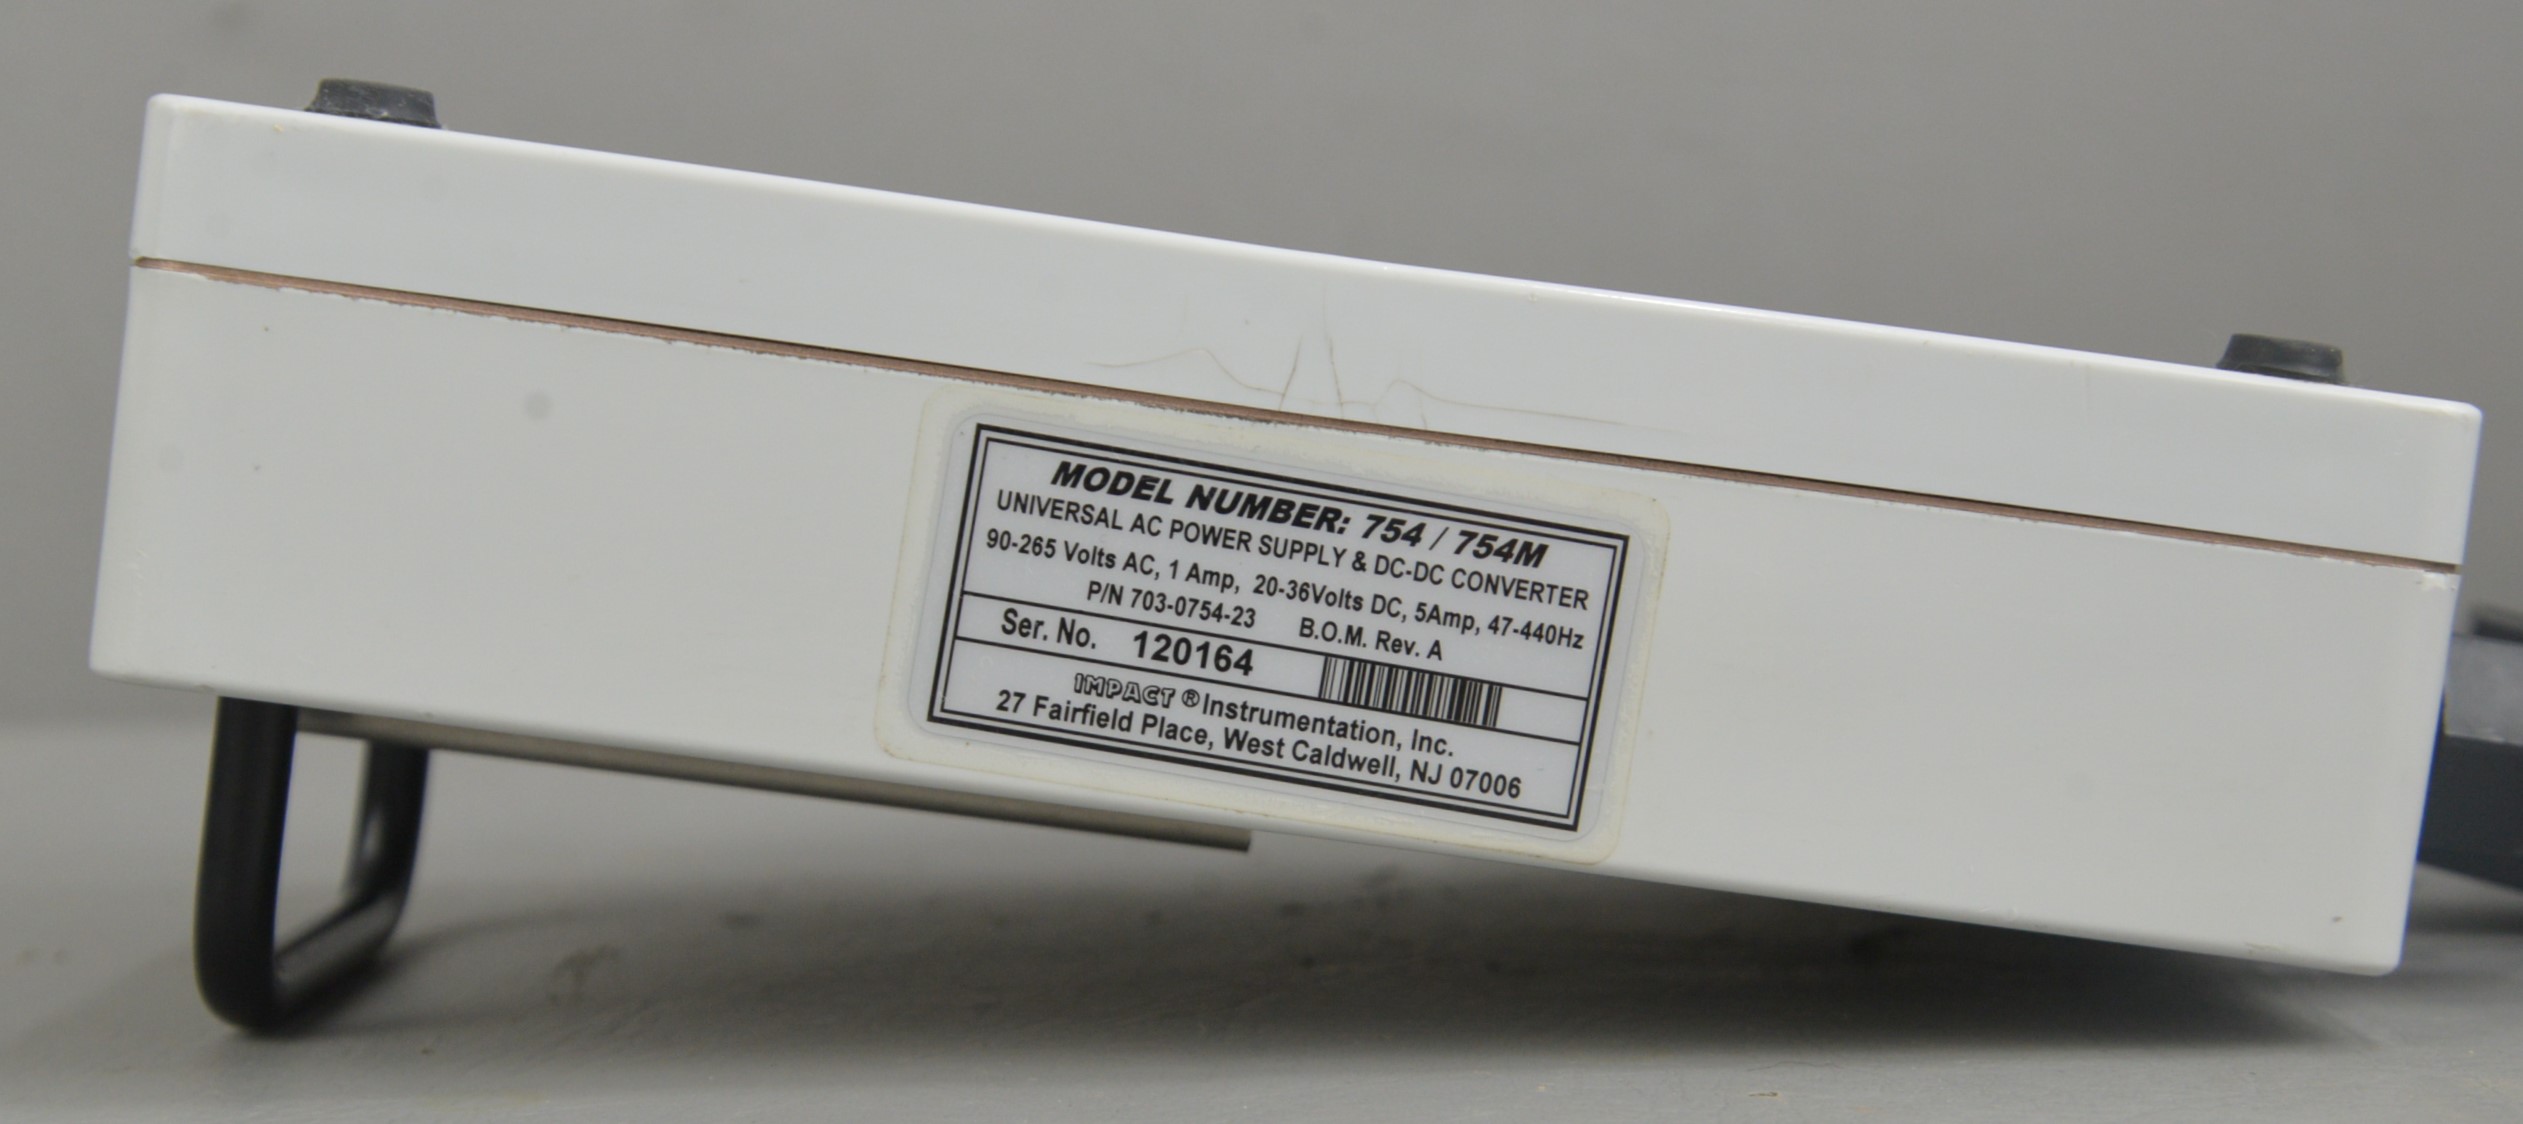 MODEL NUMBER: 754 / 754M
UNIVERSAL AC POWER SUPPLY & DC-DC CONVERTER
90-265 Volts AC, 1 Amp, 20-36Volts DC, 5Amp, 47-440Hz
P/N 703-0754-23 B.O.M. Rev. A
Ser. No. 120164
IMPACT ® Instrumentation, Inc.
27 Fairfield Place, West Caldwell, NJ 07006